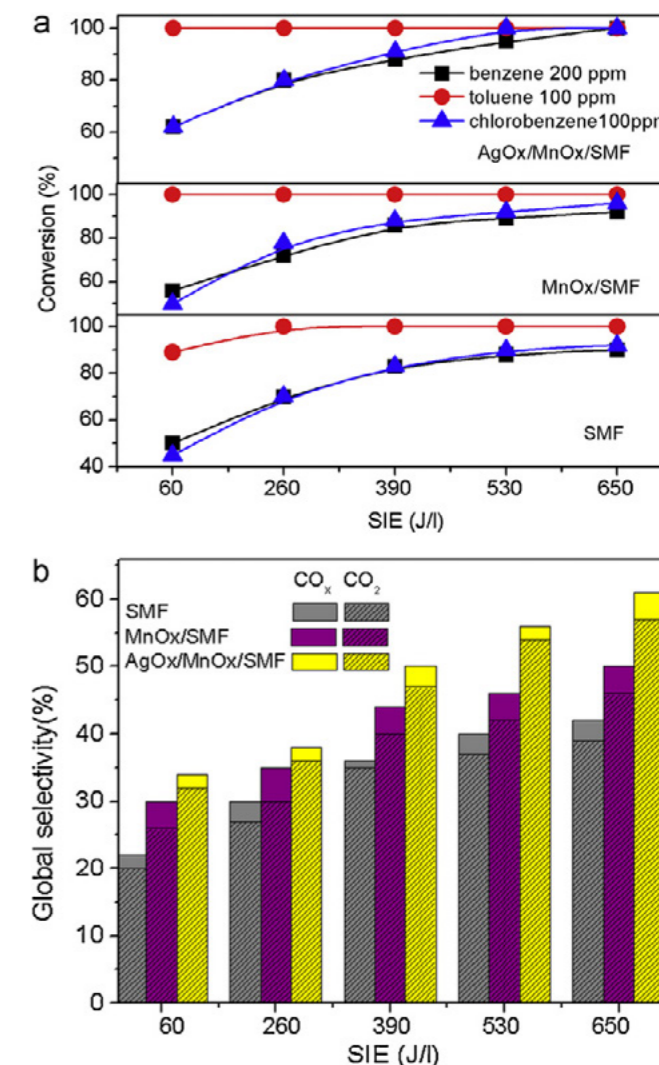 a
100
80
60
benzene 200 ppm
toluene 100 ppm
chlorobenzene100ppm
AgOx/MnOx/SMF
Conversion (%)
100
80
60
MnOx/SMF
100
80
60
40
SMF
60 260 390 530 650
SIE (J/l)
b
COx CO2
SMF
MnOx/SMF
AgOx/MnOx/SMF
Global selectivity(%)
60
50
40
30
20
10
0
60 260 390 530 650
SIE (J/l)